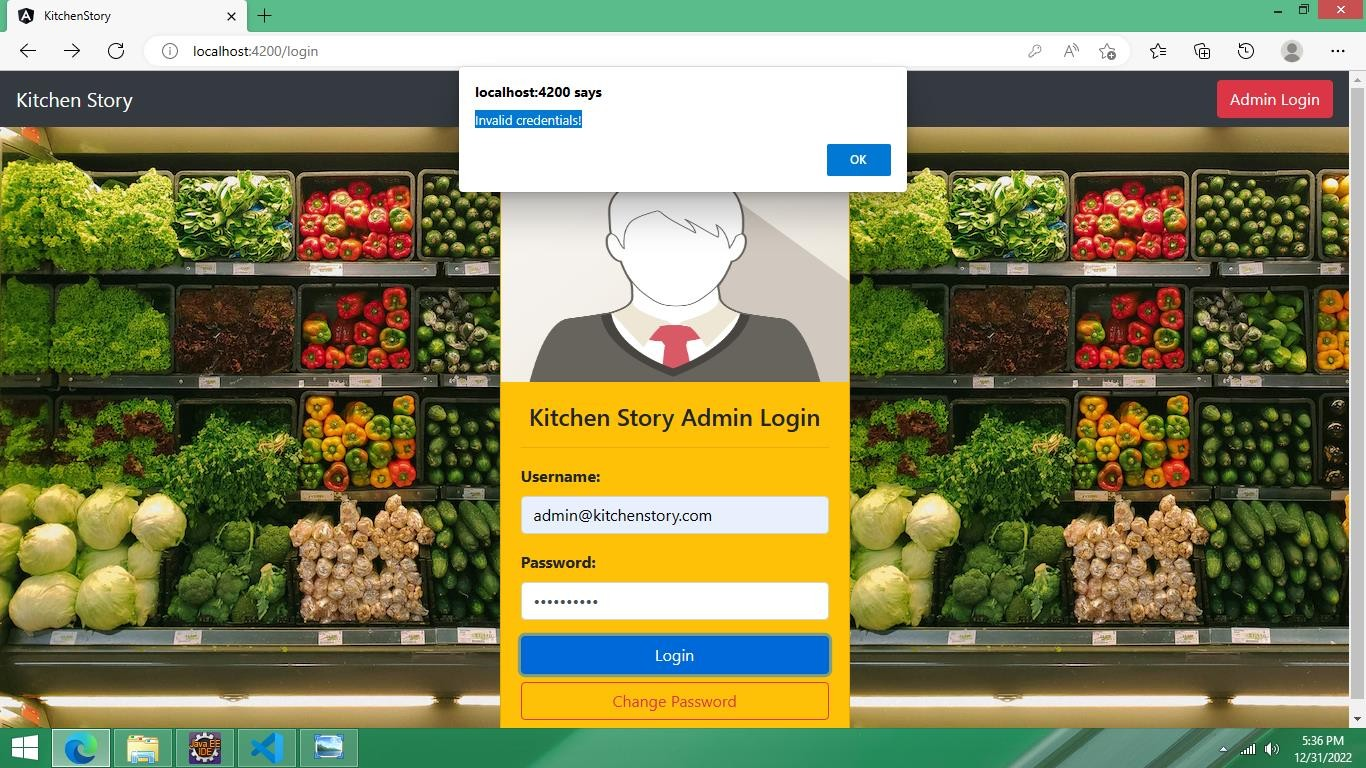 KitchenStory
localhost:4200/login
Kitchen Story
Admin Login
localhost:4200 says
Invalid credentials!
OK
Kitchen Story Admin Login
Username:
admin@kitchenstory.com
Password:
••••••••••
Login
Change Password
Java EE
IDE
5:36 PM
12/31/2022